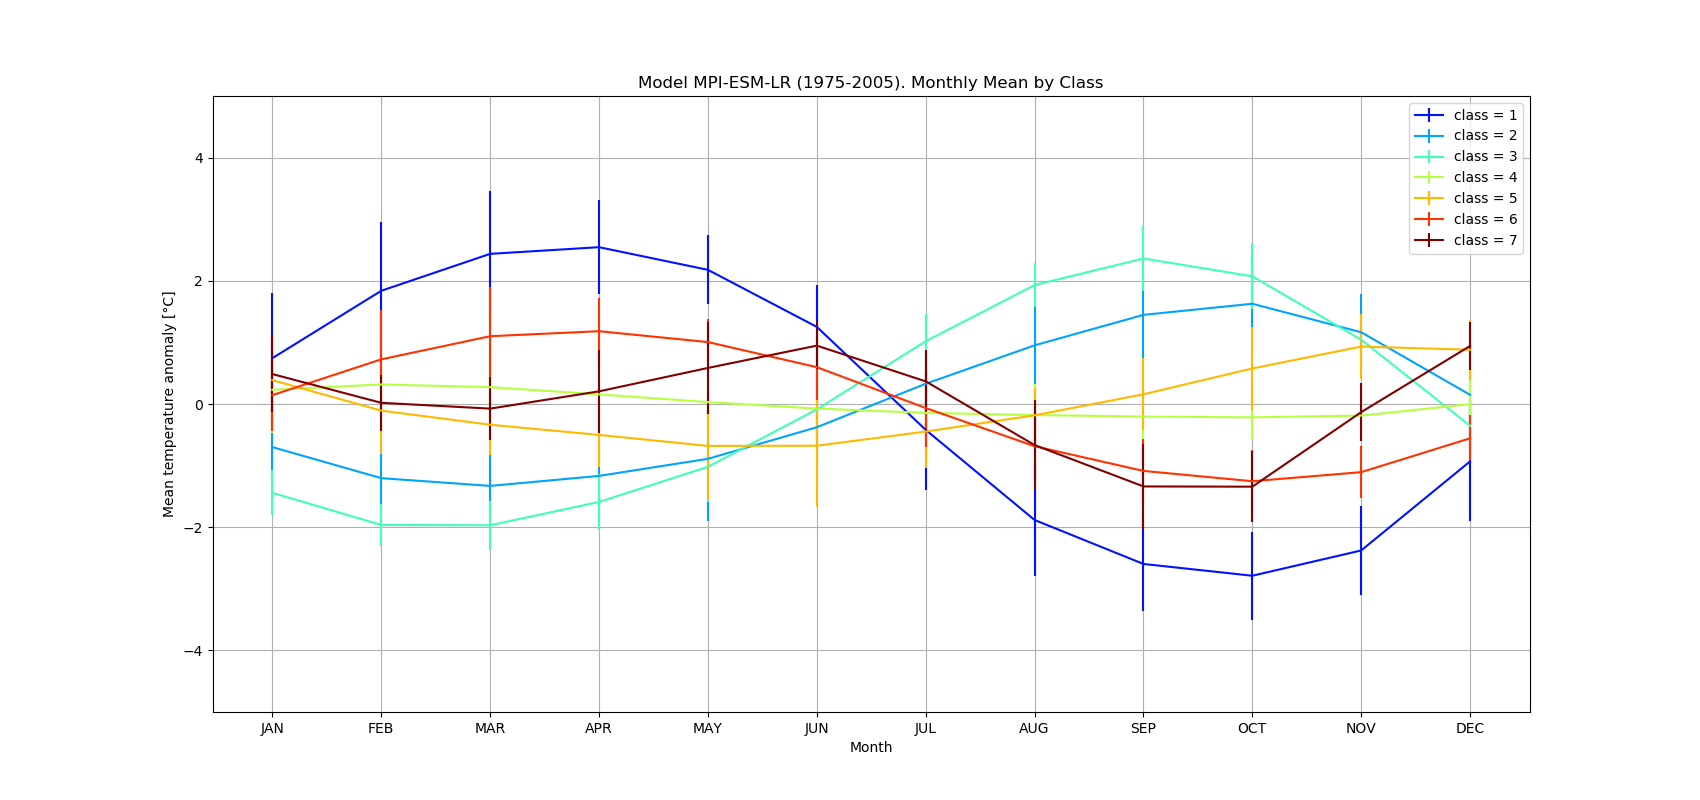 Model MPI-ESM-LR (1975-2005). Monthly Mean by Class
class = 1
class = 2
class = 3
class = 4
class = 5
class = 6
class = 7
Mean temperature anomaly [°C]
4
2
0
−2
−4
JAN FEB MAR APR MAY JUN JUL AUG SEP OCT NOV DEC
Month